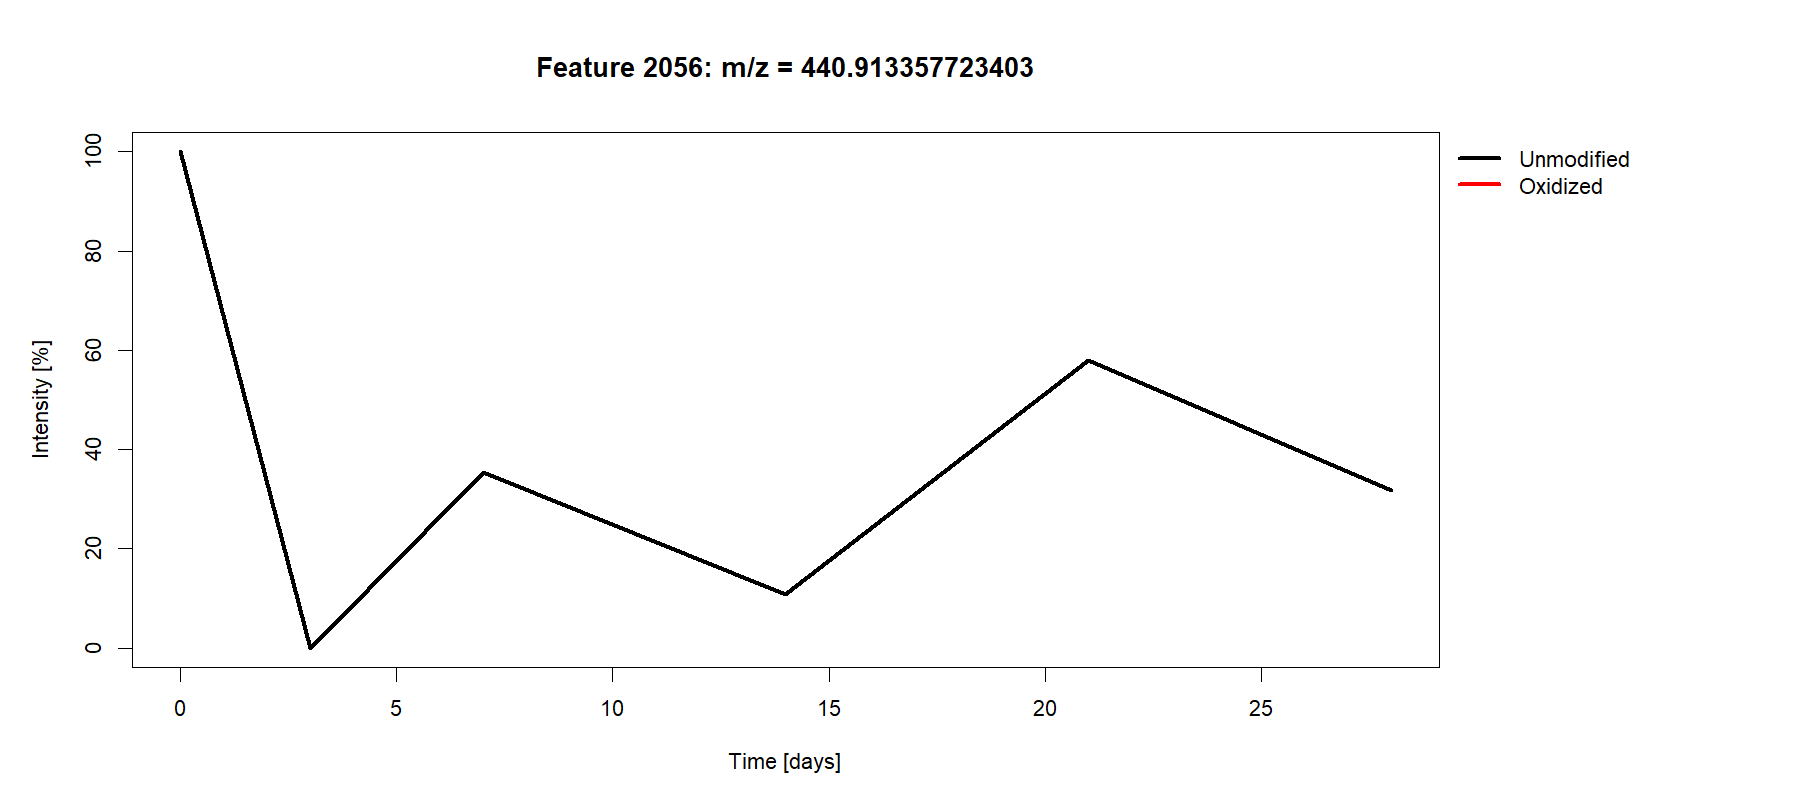 Feature 2056: m/z = 440.913357723403
Unmodified
Oxidized
Intensity [%]
100
80
60
40
20
0
0 5 10 15 20 25
Time [days]